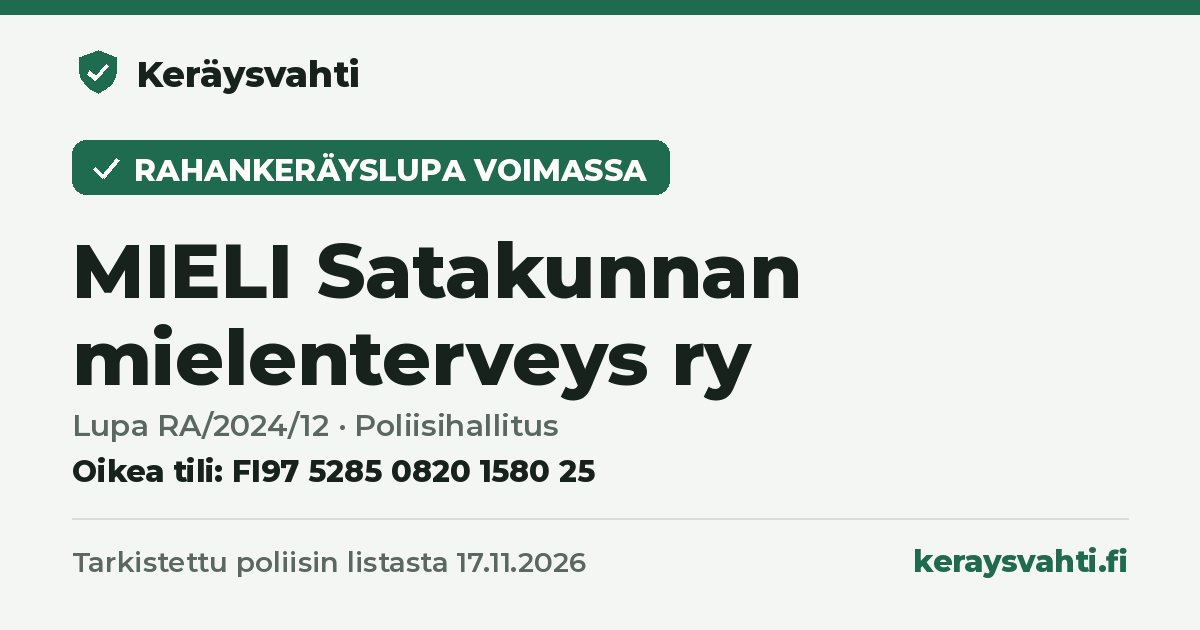 Keräysvahti
RAHANKERÄYSLUPA VOIMASSA
MIELI Satakunnan
mielenterveys ry
Lupa RA/2024/12 · Poliisihallitus
Oikea tili: FI97 5285 0820 1580 25
Tarkistettu poliisin listasta 17.11.2026
keraysvahti.fi